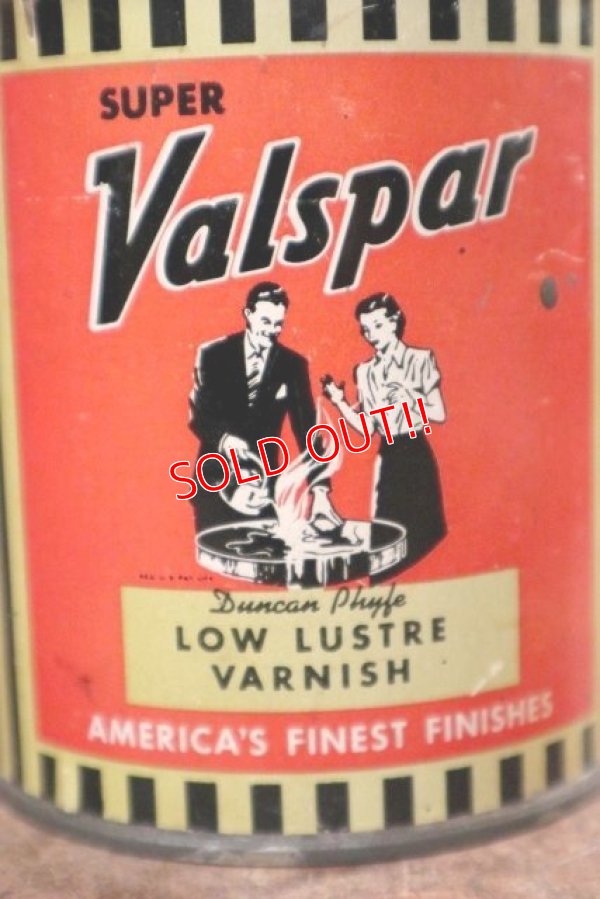 SUPER
Valspar
SOLD OUT!!
Duncan Phyfe
LOW LUSTRE
VARNISH
AMERICA'S FINEST FINISHES